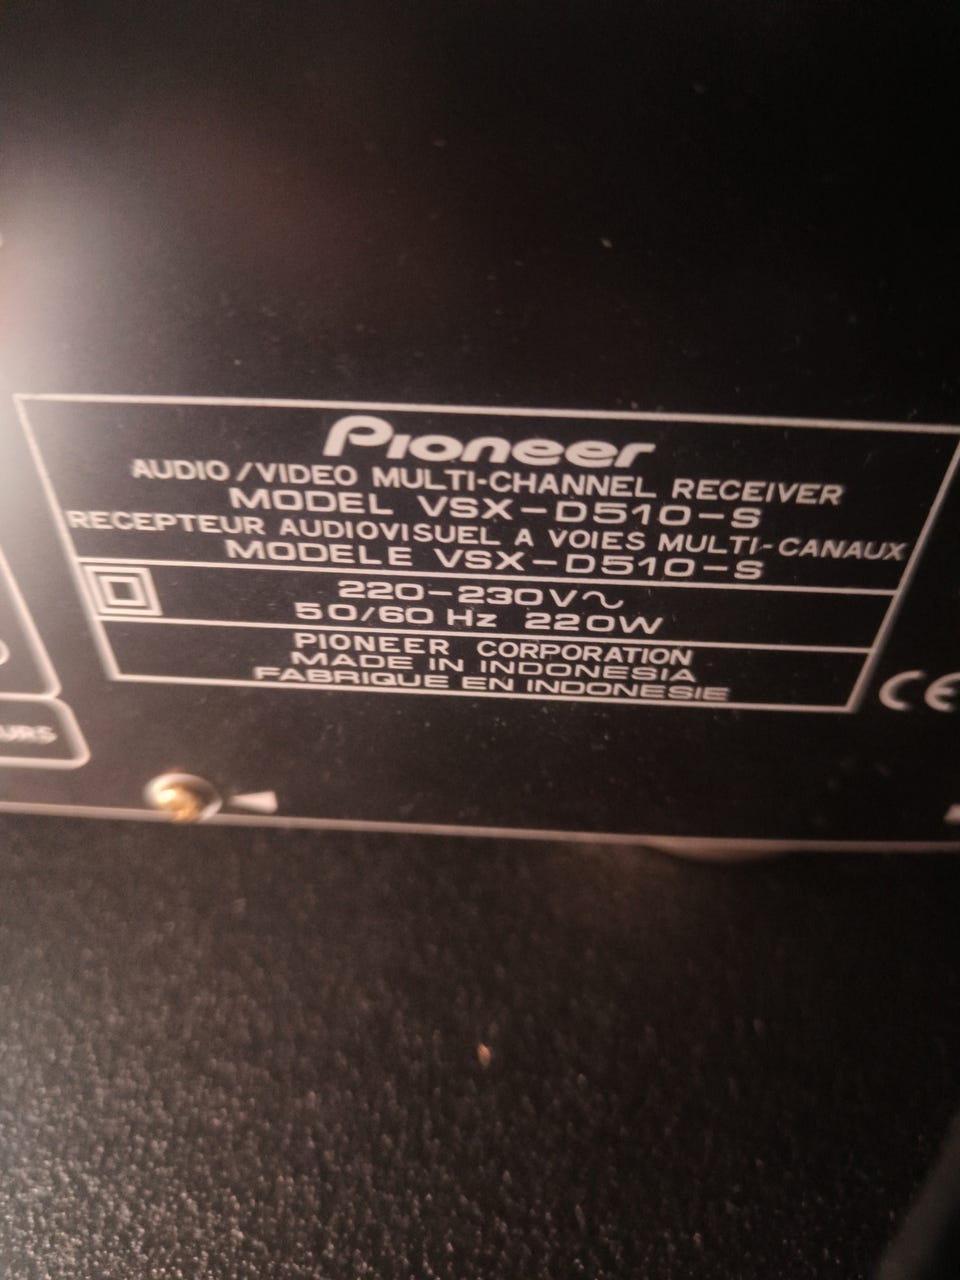 Pioneer
AUDIO/VIDEO MULTI-CHANNEL RECEIVER
MODEL VSX-D510-S
RECEPTEUR AUDIOVISUEL A VOIES MULTI-CANAUX
MODELE VSX-D510-S
220-230V~
50/60 Hz 220W
PIONEER CORPORATION
MADE IN INDONESIA
FABRIQUE EN INDONESIE
CE